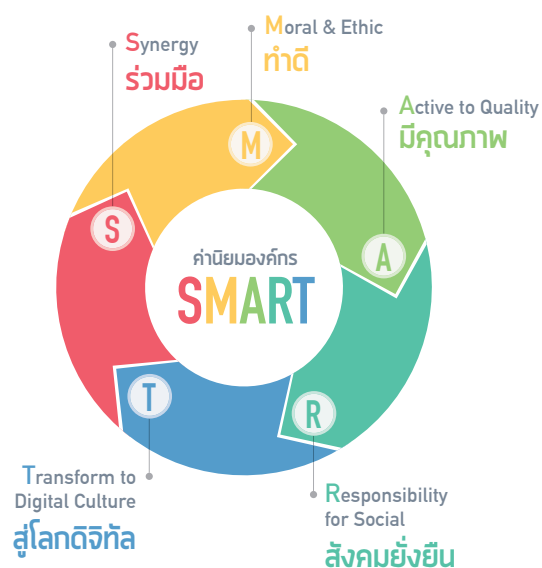 Synergy
ร่วมมือ
Moral & Ethic
ทำดี
Active to Quality
มีคุณภาพ
M
S
A
ค่านิยมองค์กร
SMART
T
R
Transform to
Digital Culture
สู่โลกดิจิทัล
Responsibility
for Social
สังคมยั่งยืน